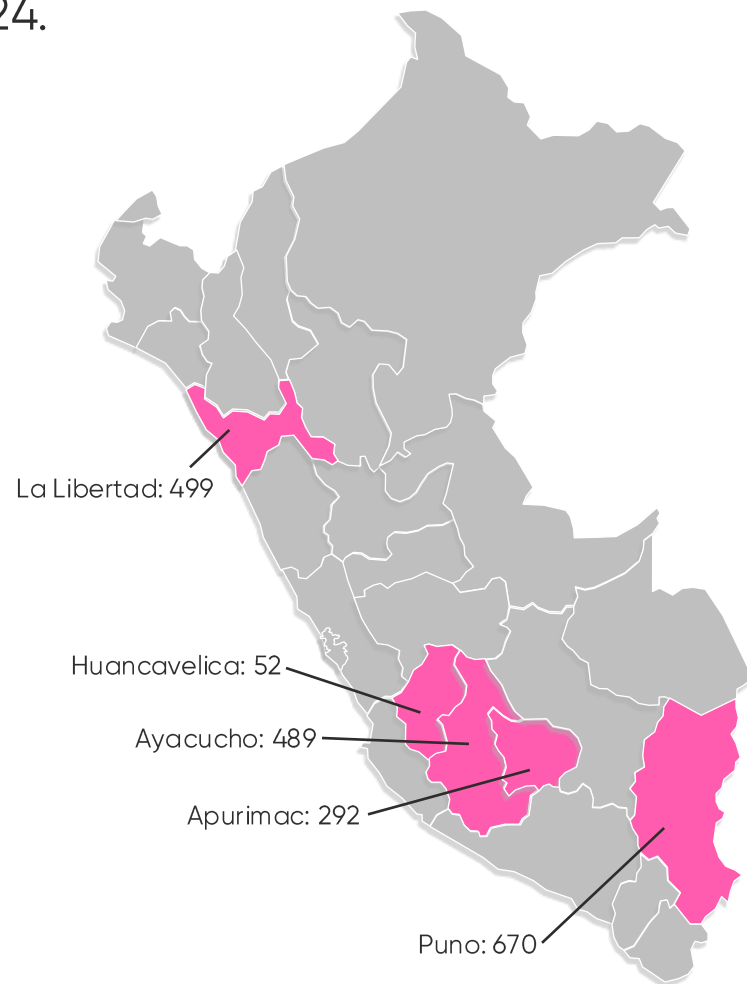 24.
La Libertad: 499
Huancavelica: 52
Ayacucho: 489
Apurimac: 292
Puno: 670